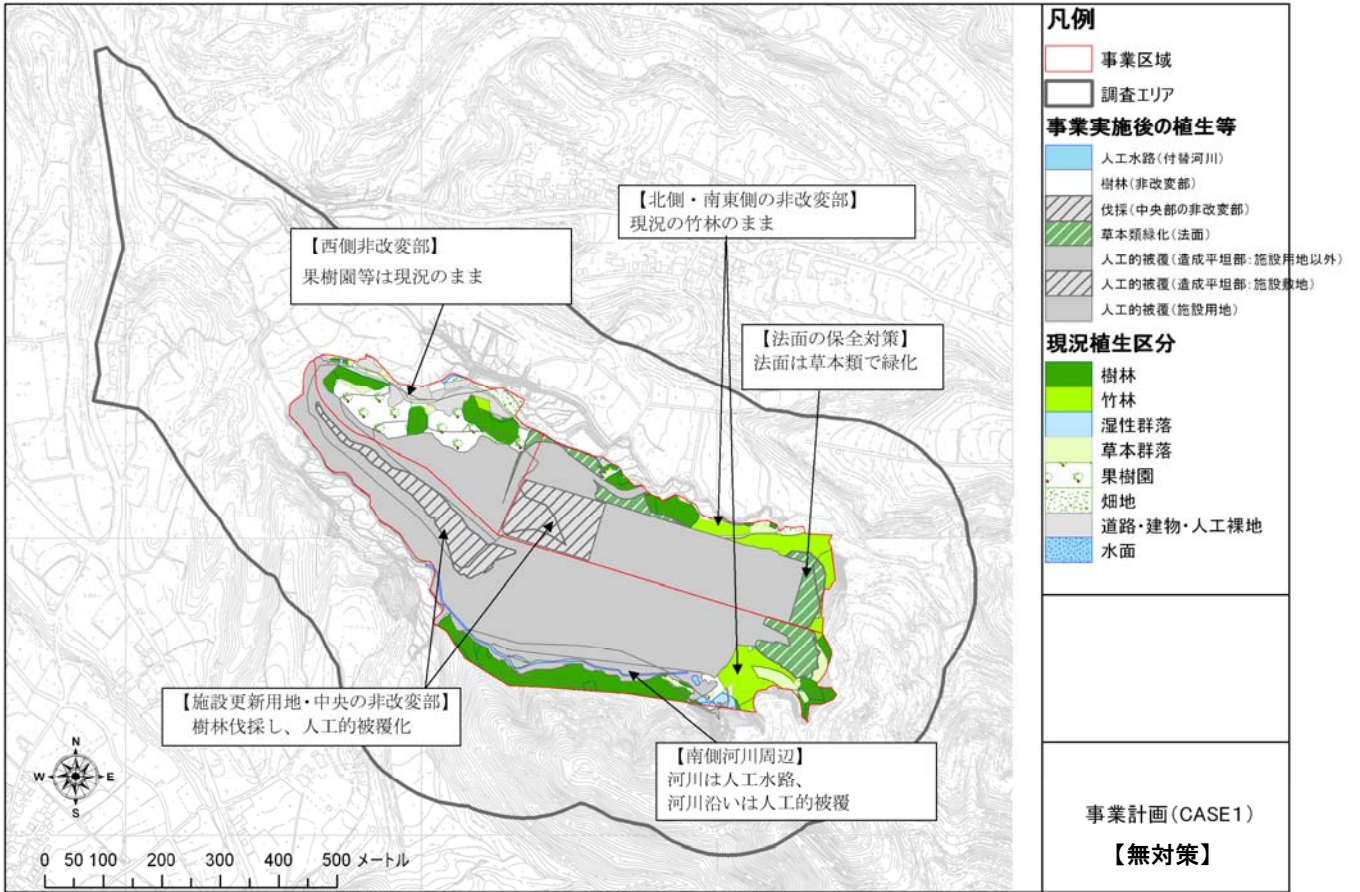 【西側非改変部】
果樹園等は現況のまま
【北側・南東側の非改変部】
現況の竹林のまま
【法面の保全対策】
法面は草本類で緑化
【施設更新用地・中央の非改変部】
樹林伐採し、人工的被覆化
【南側河川周辺】
河川は人工水路、
河川沿いは人工的被覆
N
W E
S
0 50 100 200 300 400 500 メートル
凡例
事業区域
調査エリア
事業実施後の植生等
人工水路(付替河川)
樹林(非改変部)
伐採(中央部の非改変部)
草本類緑化(法面)
人工的被覆(造成平坦部:施設用地以外)
人工的被覆(造成平坦部:施設敷地)
人工的被覆(施設用地)
現況植生区分
樹林
竹林
湿性群落
草本群落
果樹園
畑地
道路・建物・人工裸地
水面
事業計画(CASE1)
【無対策】